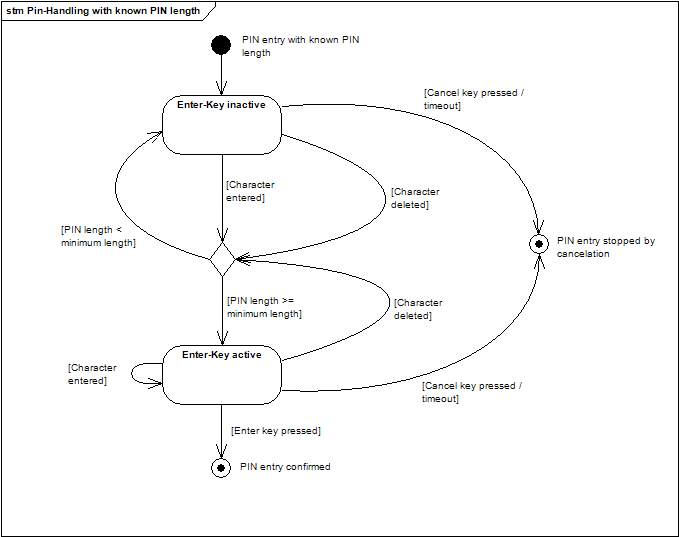 stm Pin-Handling with known PIN length
PIN entry with known PIN
length
[Cancel key pressed /
timeout]
Enter-Key inactive
[Character
entered]
[Character
deleted]
[PIN length <
minimum length]
PIN entry stopped by
cancelation
[PIN length >=
minimum length]
[Character
deleted]
Enter-Key active
[Character
entered]
[Cancel key pressed /
timeout]
[Enter key pressed]
PIN entry confirmed